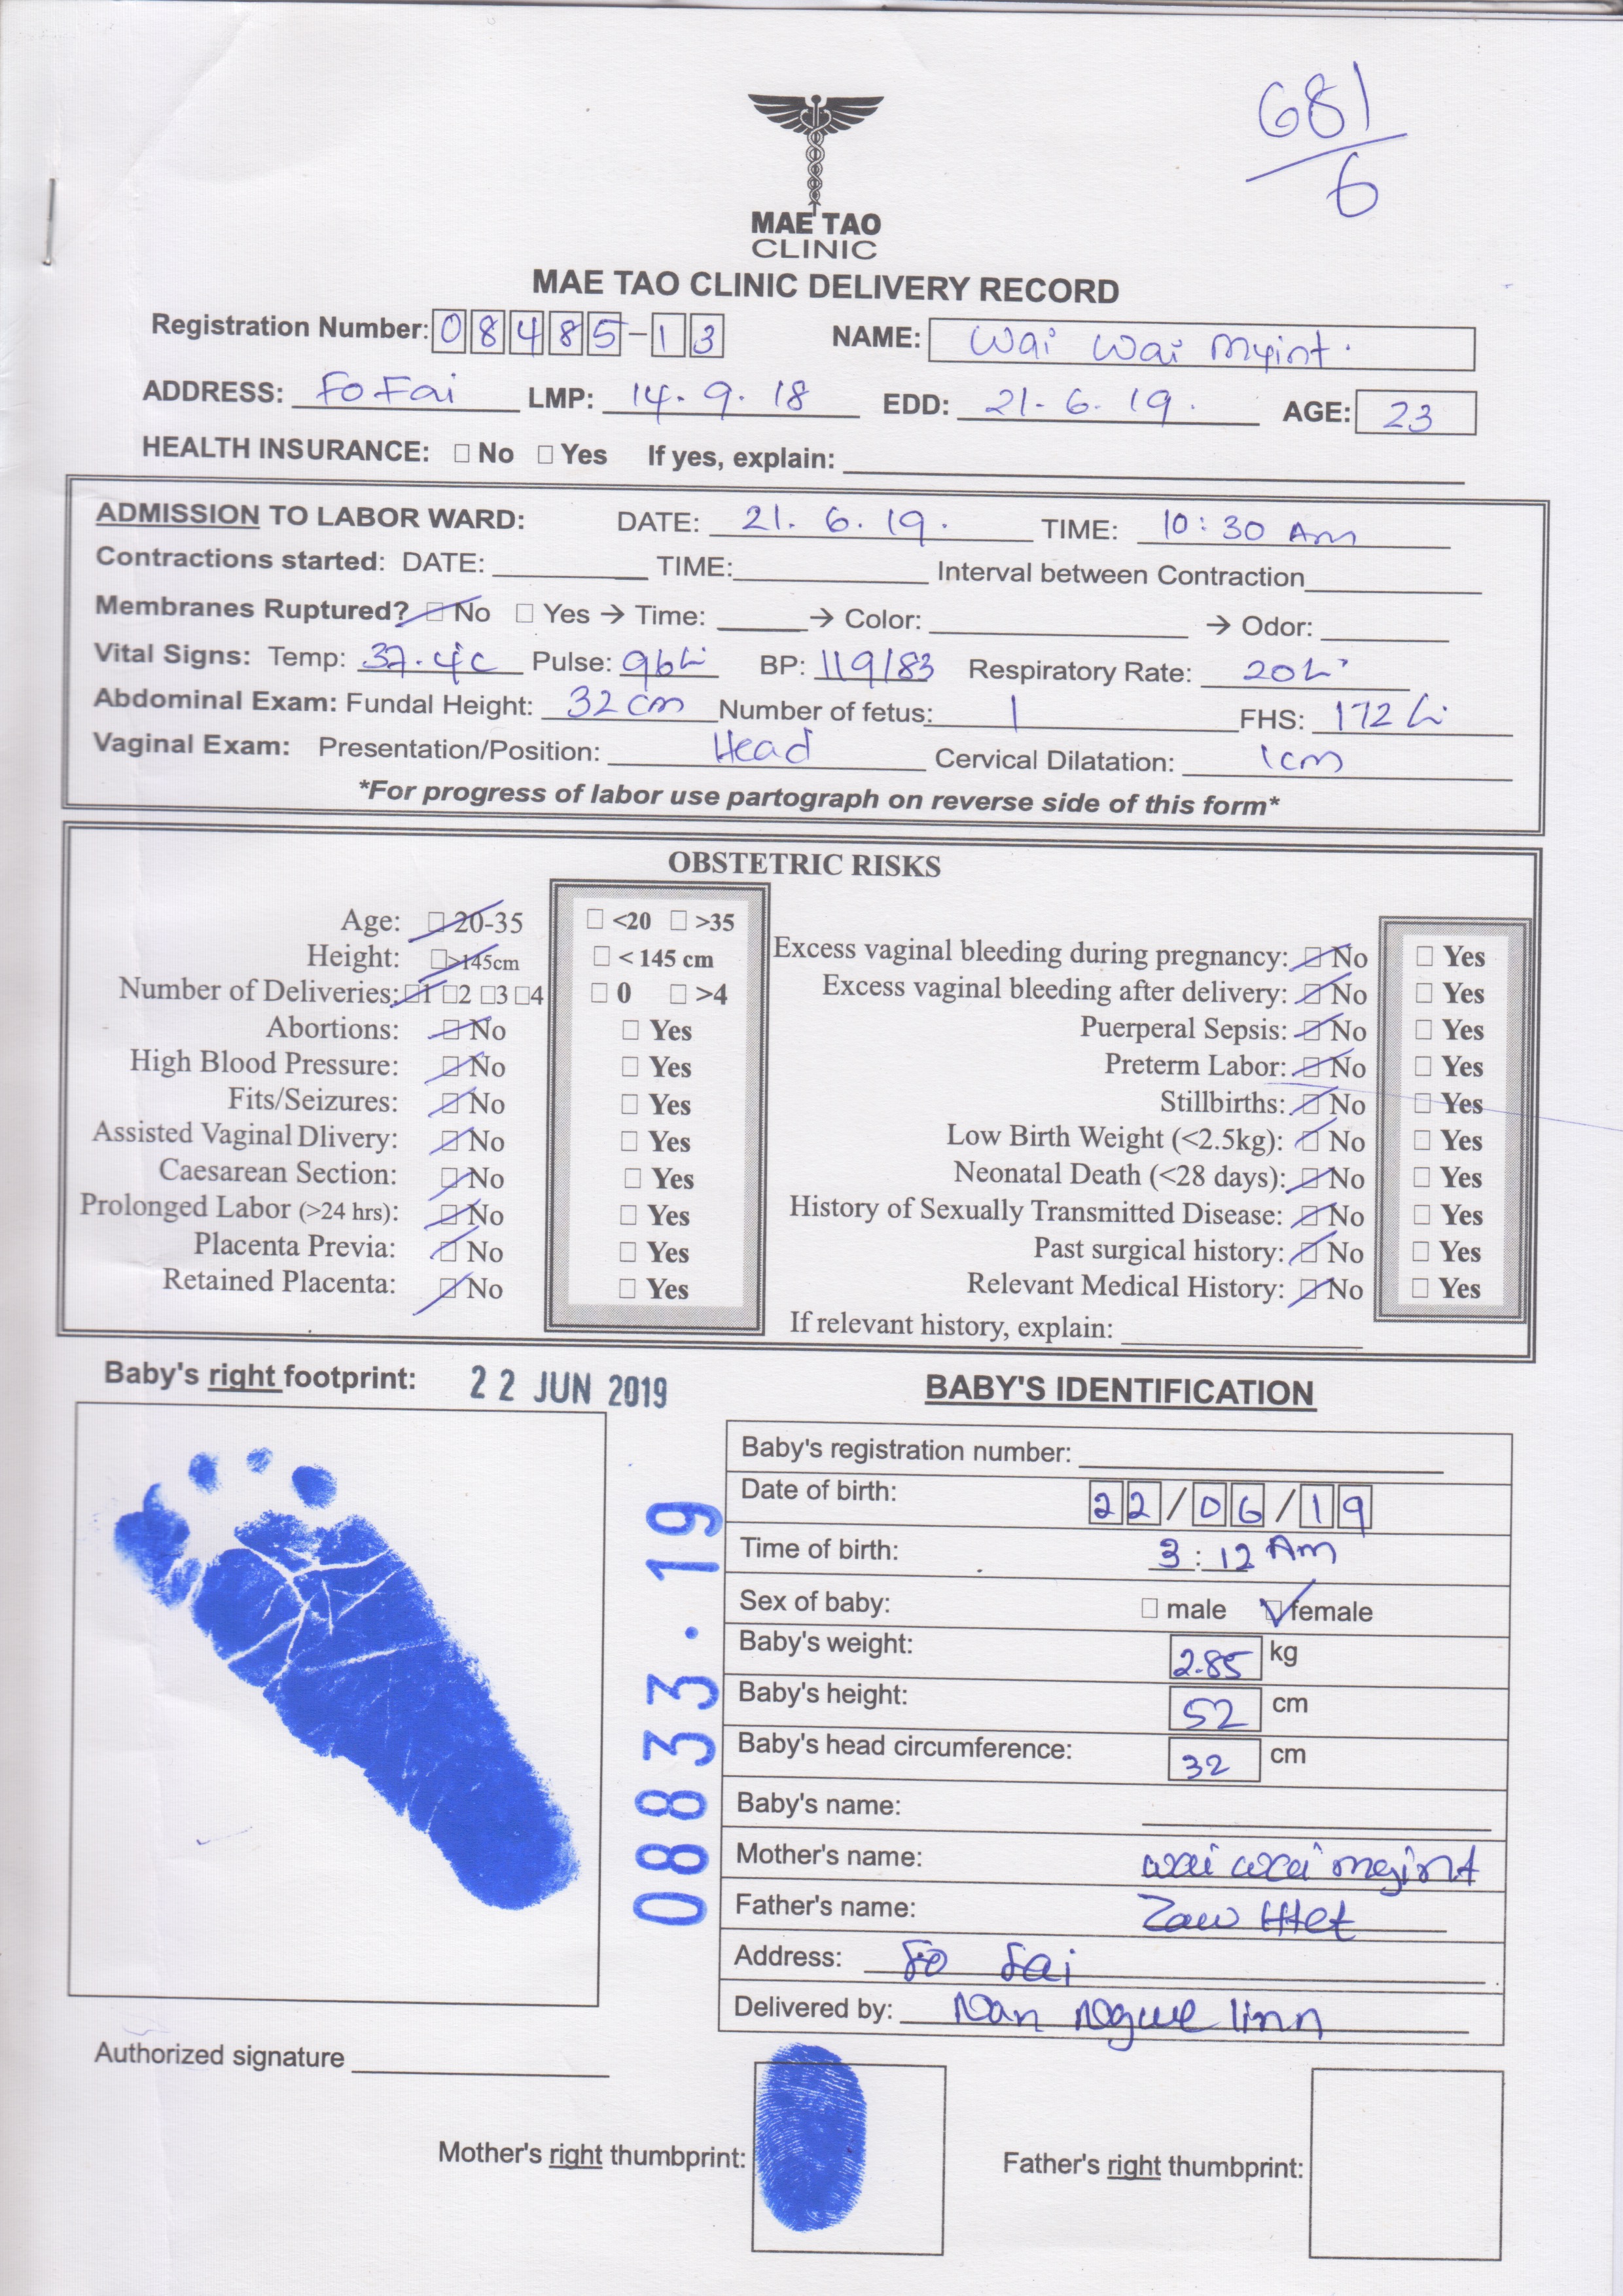 681
6
MAE TAO
CLINIC
MAE TAO CLINIC DELIVERY RECORD
Registration Number: 08485-13 NAME: Wai Wai Myint.
ADDRESS: Fo Fai LMP: 14. 9. 18 EDD: 21- 6. 19. AGE: 23
HEALTH INSURANCE: □ No □ Yes If yes, explain:
ADMISSION TO LABOR WARD: DATE: 21. 6. 19. TIME: 10:30 Am
Contractions started: DATE: TIME: Interval between Contraction
Membranes Ruptured? □ No □ Yes → Time: → Color: → Odor:
Vital Signs: Temp: 37.4'c Pulse: 96 BP: 119/83 Respiratory Rate: 20
Abdominal Exam: Fundal Height: 32 cm Number of fetus: 1 FHS: 172
Vaginal Exam: Presentation/Position: Head Cervical Dilatation: 1cm
*For progress of labor use partograph on reverse side of this form*
OBSTETRIC RISKS
Age: □ 20-35 □ <20 □ >35
Height: □ >145cm □ < 145 cm
Number of Deliveries: □1 □2 □3 □4 □ 0 □ >4
Abortions: □ No □ Yes
High Blood Pressure: □ No □ Yes
Fits/Seizures: □ No □ Yes
Assisted Vaginal Dlivery: □ No □ Yes
Caesarean Section: □ No □ Yes
Prolonged Labor (>24 hrs): □ No □ Yes
Placenta Previa: □ No □ Yes
Retained Placenta: □ No □ Yes
Excess vaginal bleeding during pregnancy: □ No □ Yes
Excess vaginal bleeding after delivery: □ No □ Yes
Puerperal Sepsis: □ No □ Yes
Preterm Labor: □ No □ Yes
Stillbirths: □ No □ Yes
Low Birth Weight (<2.5kg): □ No □ Yes
Neonatal Death (<28 days): □ No □ Yes
History of Sexually Transmitted Disease: □ No □ Yes
Past surgical history: □ No □ Yes
Relevant Medical History: □ No □ Yes
If relevant history, explain:
Baby's right footprint: 22 JUN 2019
0833.19
BABY'S IDENTIFICATION
Baby's registration number:
Date of birth: 22/06/19
Time of birth: 3:12 Am
Sex of baby: □ male □ female
Baby's weight: 2.85 kg
Baby's height: 52 cm
Baby's head circumference: 32 cm
Baby's name:
Mother's name: wai wai myint
Father's name: Zaw Htet
Address: Fo Fai
Delivered by: Nan linn
Authorized signature
Mother's right thumbprint:
Father's right thumbprint: